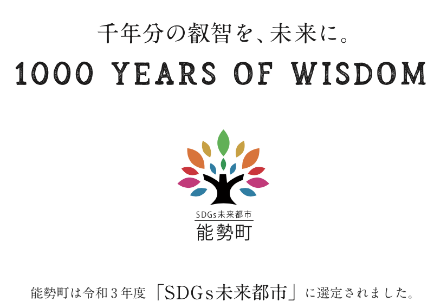 千年分の叡智を、未来に。
1000 YEARS OF WISDOM
SDGs未来都市
能勢町
能勢町は令和3年度「SDGs未来都市」に選定されました。